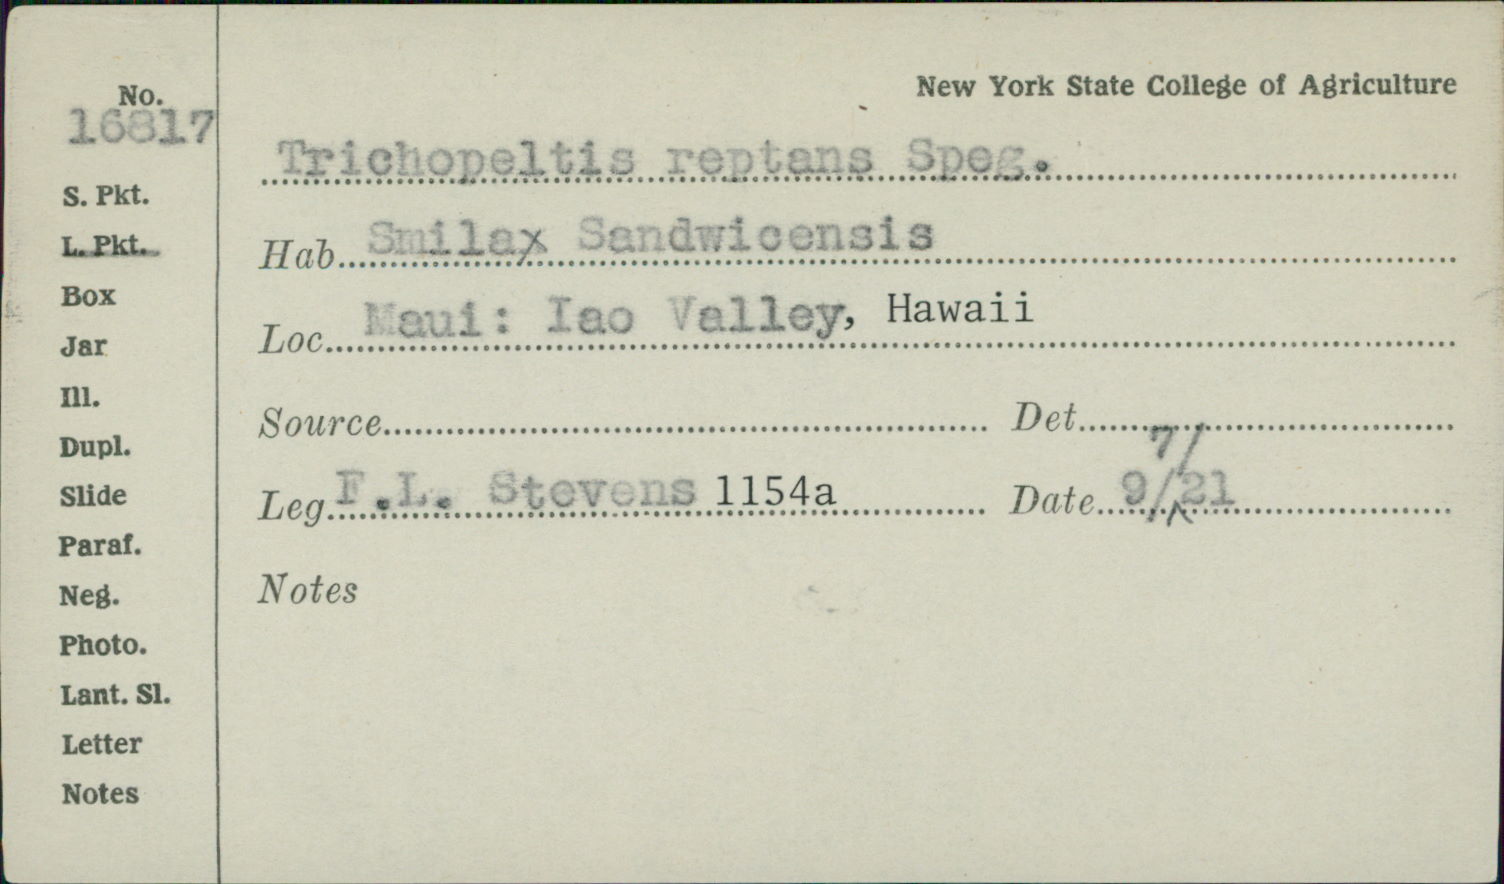 New York State College of Agriculture
No.
16817
Trichopeltis reptans Speg.
S. Pkt.
L. Pkt.
Hab. Smilax Sandwicensis
Box
Loc. Maui: Iao Valley, Hawaii
Jar
Ill.
Source Det.
Dupl.
Slide
Leg. F.L. Stevens 1154a Date 9/7/21
Paraf.
Neg.
Notes
Photo.
Lant. Sl.
Letter
Notes